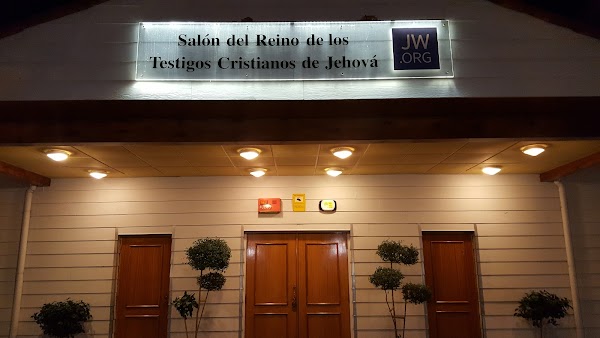 Salón del Reino de los
Testigos Cristianos de Jehová
JW
.ORG